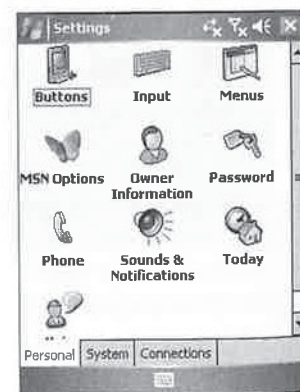 Settings
Buttons
Input
Menus
MSN Options
Owner
Information
Password
Phone
Sounds &
Notifications
Today
Personal
System
Connections